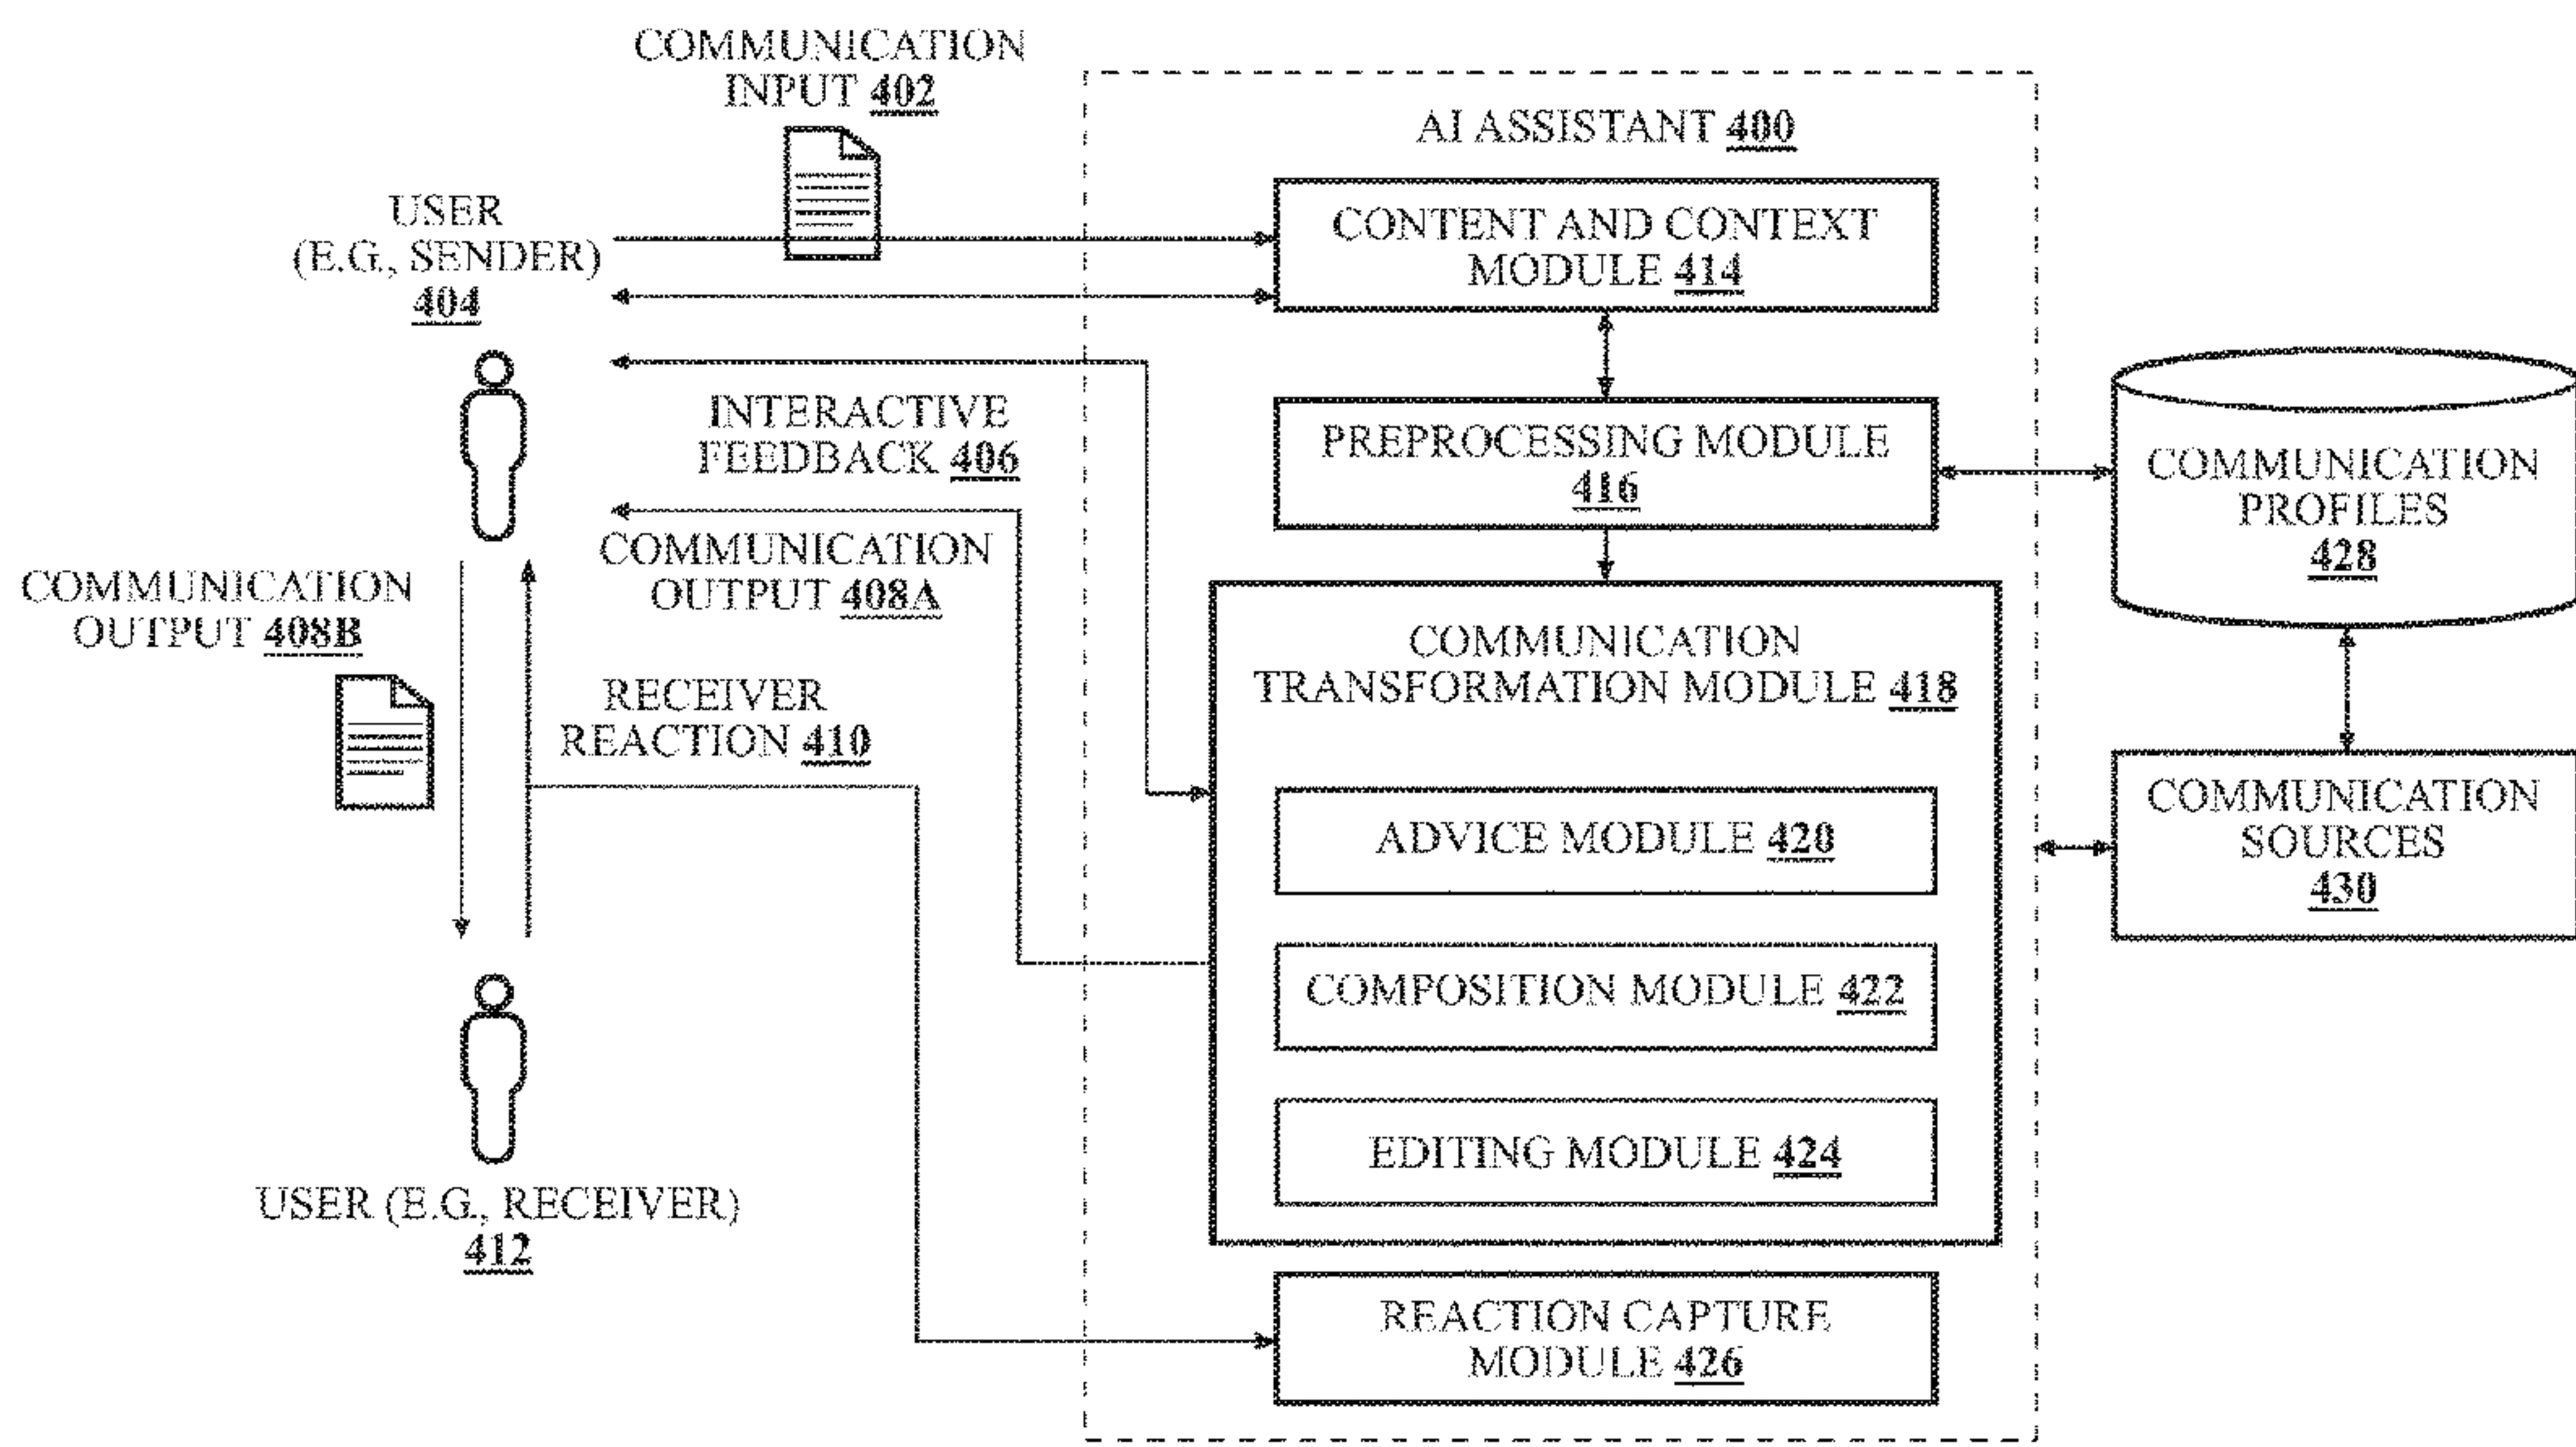 COMMUNICATION
INPUT 402
AI ASSISTANT 400
USER
(E.G., SENDER)
404
CONTENT AND CONTEXT
MODULE 414
INTERACTIVE
FEEDBACK 406
PREPROCESSING MODULE
416
COMMUNICATION
PROFILES
428
COMMUNICATION
OUTPUT 408A
COMMUNICATION
OUTPUT 408B
COMMUNICATION
TRANSFORMATION MODULE 418
RECEIVER
REACTION 410
ADVICE MODULE 420
COMMUNICATION
SOURCES
430
COMPOSITION MODULE 422
EDITING MODULE 424
USER (E.G., RECEIVER)
412
REACTION CAPTURE
MODULE 426